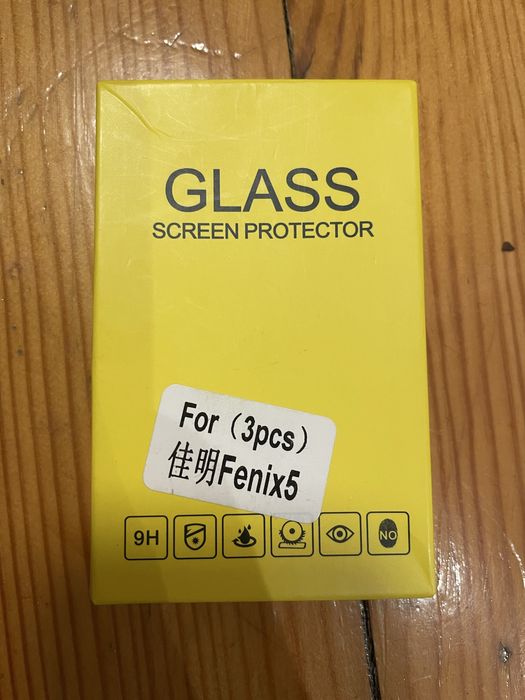 GLASS
SCREEN PROTECTOR
For（3pcs）
佳明Fenix5
9H
NO